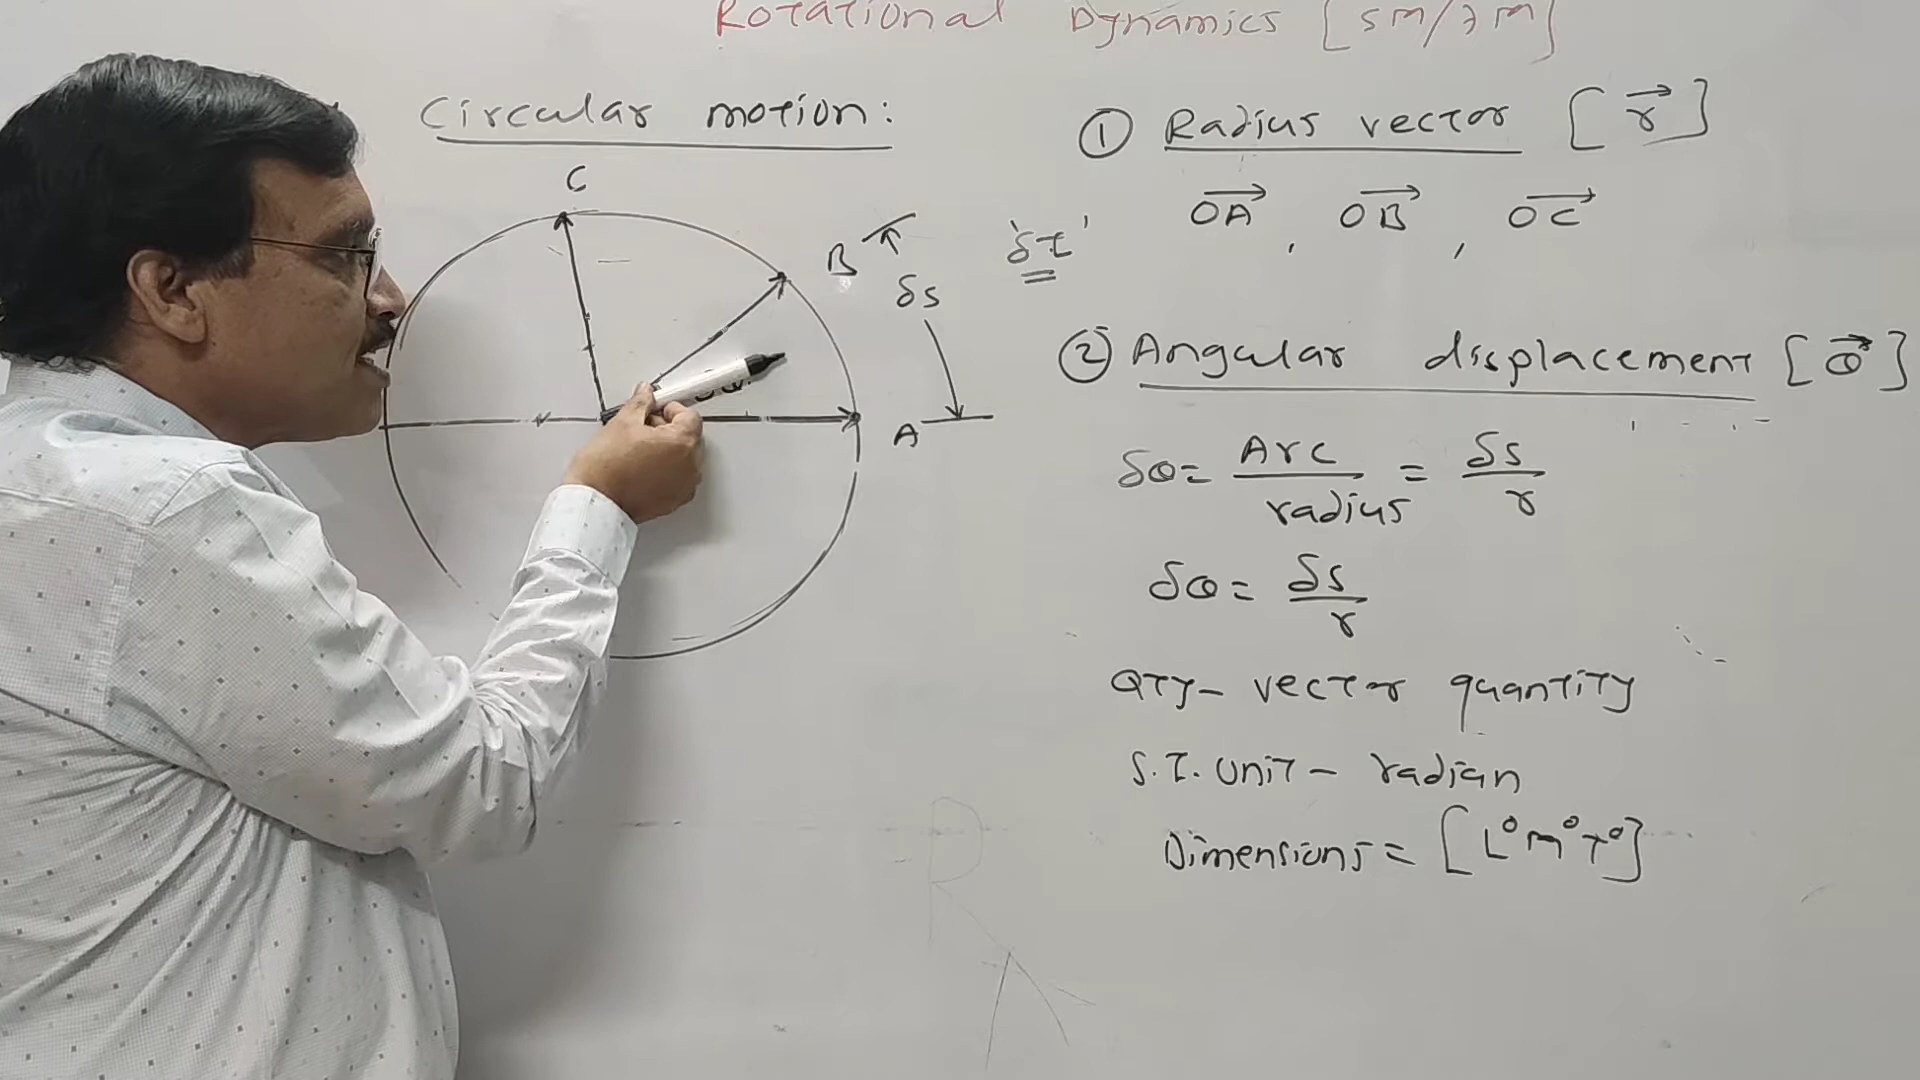 Rotational Dynamics [5M/7M]
Circular motion:
C
B
δs
A
'δt'
① Radius vector [r⃗]
OA⃗ , OB⃗ , OC⃗
② Angular displacement [θ⃗]
δθ = Arc/radius = δs/r
δθ = δs/r
QTY- vector quantity
S.I. unit - radian
Dimensions = [L⁰M⁰T⁰]